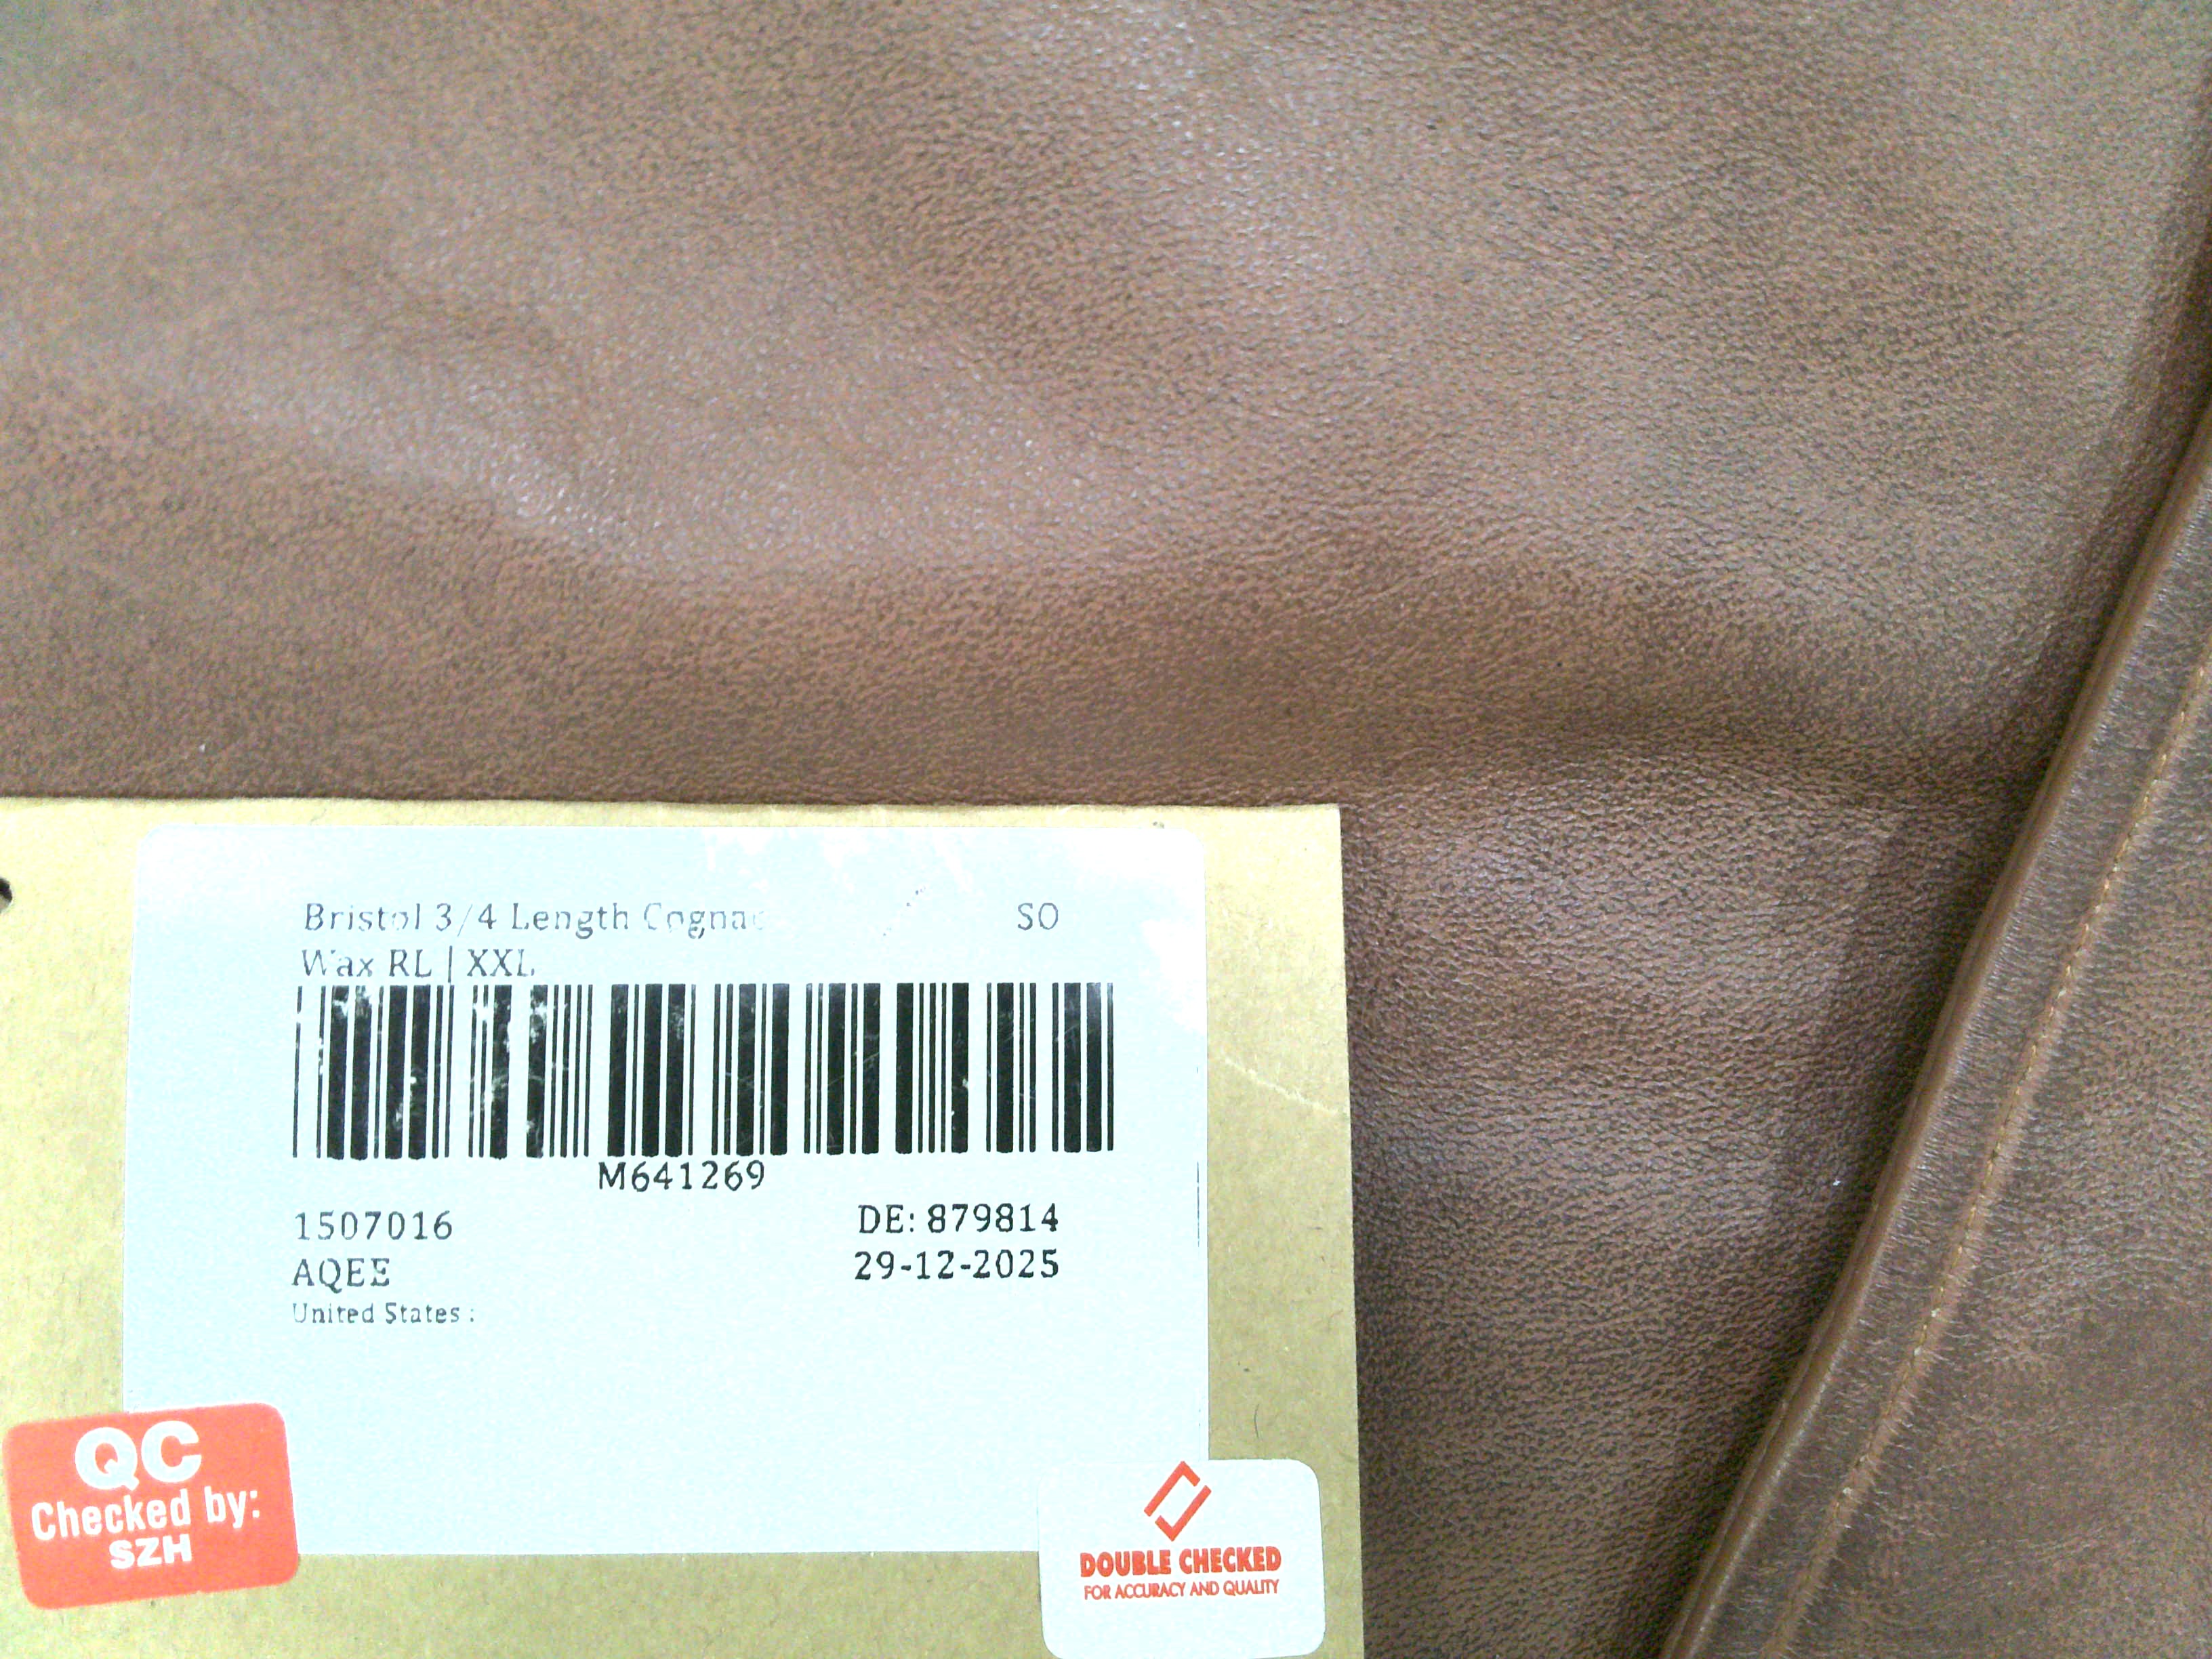 Bristol 3/4 Length Cognac SO
Wax RL | XXL
M641269
1507016 DE: 879814
AQEE 29-12-2025
United States :
QC
Checked by:
SZH
DOUBLE CHECKED
FOR ACCURACY AND QUALITY